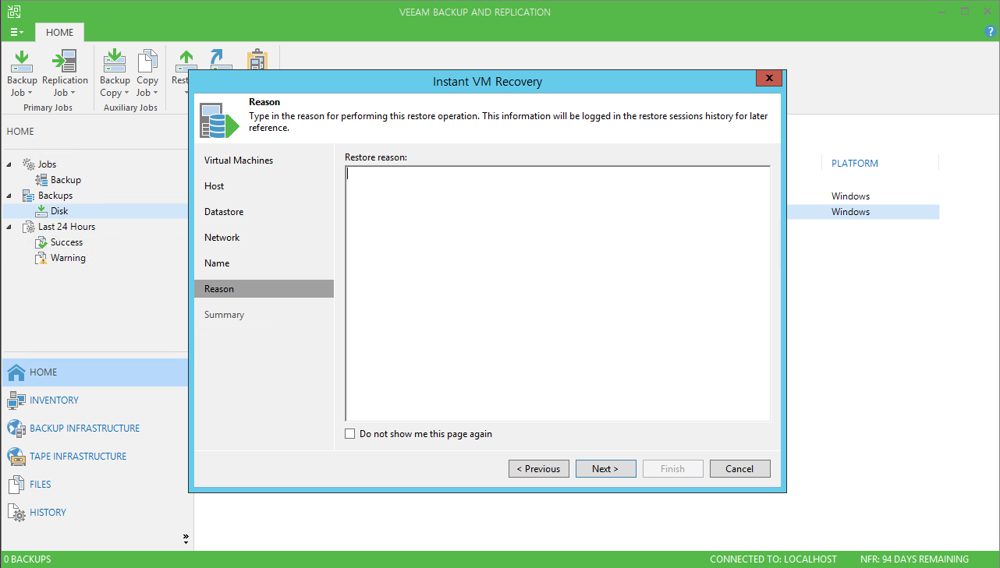 VEEAM BACKUP AND REPLICATION
HOME
?
Backup Job
Replication Job
Backup Copy
Copy Job
Rest
Primary Jobs
Auxiliary Jobs
HOME
Jobs
Backup
Backups
Disk
Last 24 Hours
Success
Warning
HOME
INVENTORY
BACKUP INFRASTRUCTURE
TAPE INFRASTRUCTURE
FILES
HISTORY
PLATFORM
Windows
Windows
Instant VM Recovery
x
Reason
Type in the reason for performing this restore operation. This information will be logged in the restore sessions history for later
reference.
Virtual Machines
Host
Datastore
Network
Name
Reason
Summary
Restore reason:
Do not show me this page again
< Previous
Next >
Finish
Cancel
0 BACKUPS
CONNECTED TO: LOCALHOST
NFR: 94 DAYS REMAINING